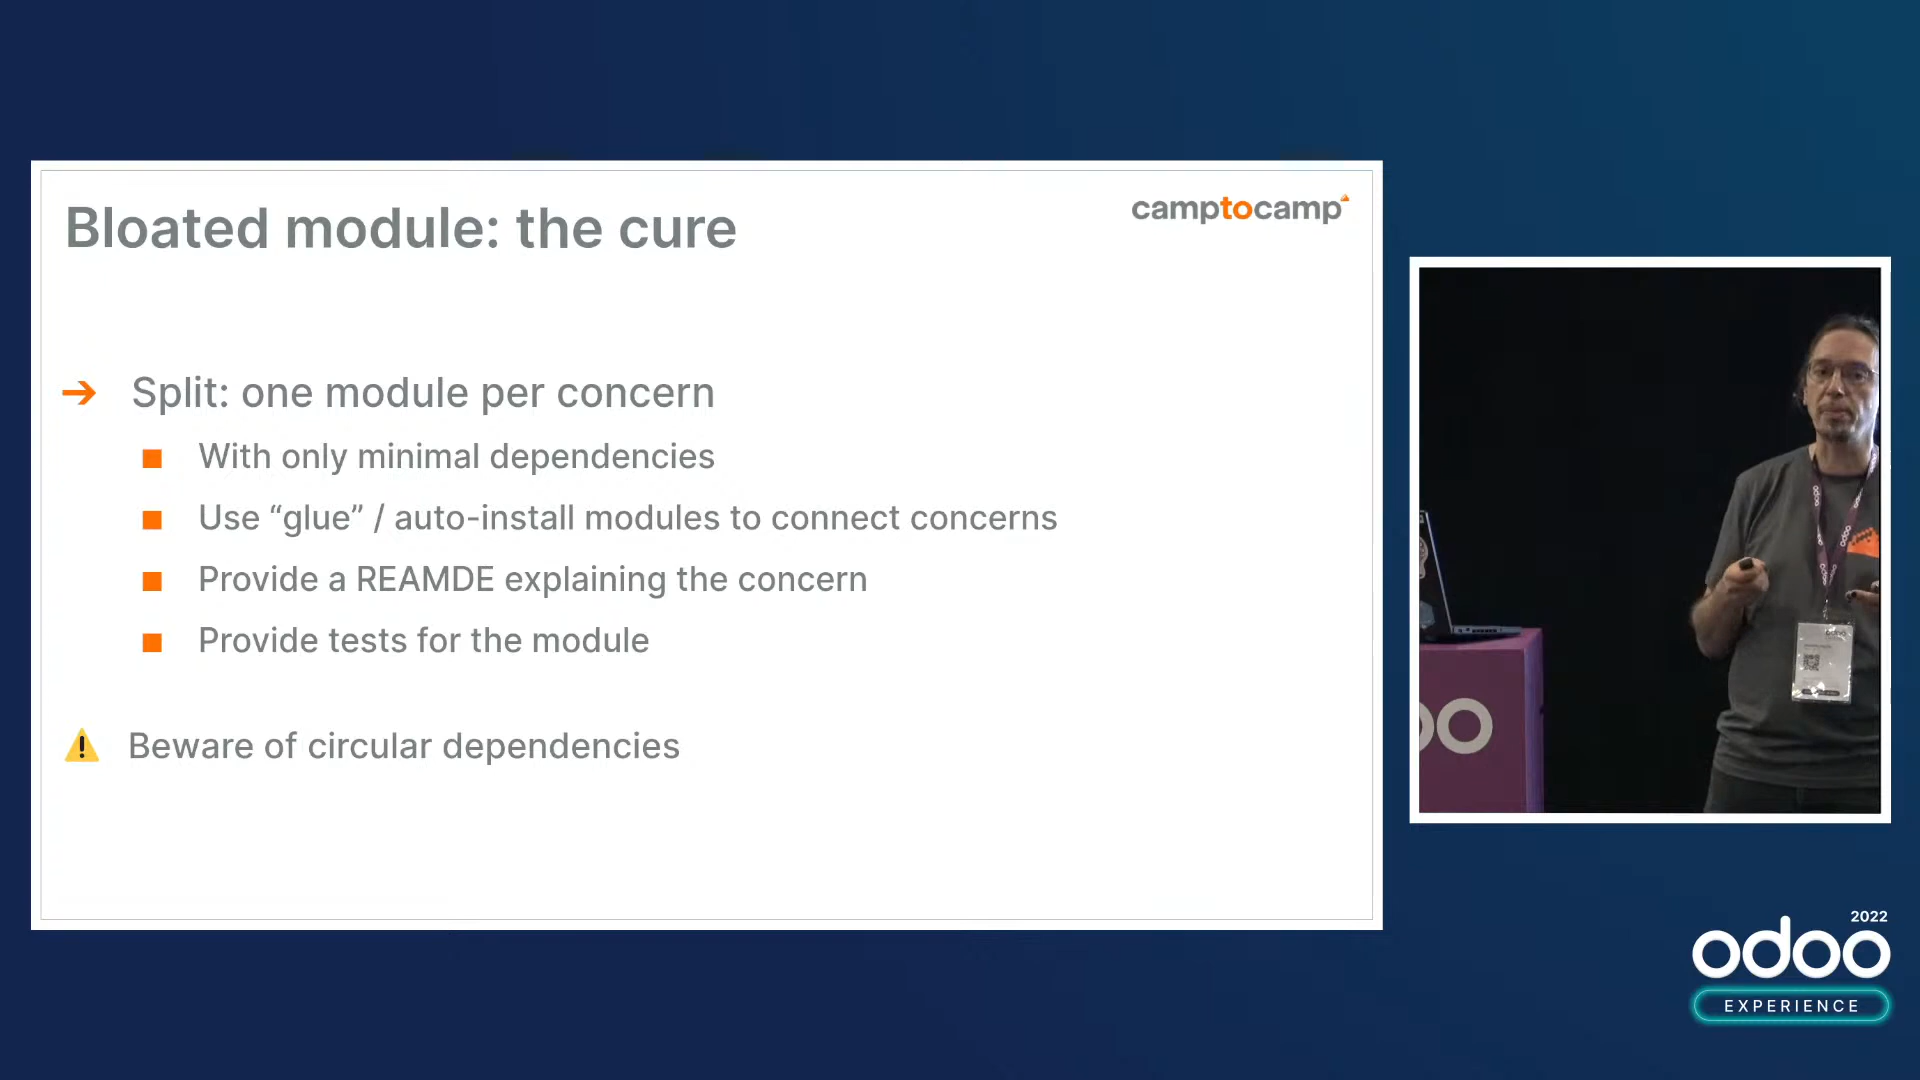 Bloated module: the cure
camptocamp
Split: one module per concern
With only minimal dependencies
Use “glue” / auto-install modules to connect concerns
Provide a REAMDE explaining the concern
Provide tests for the module
Beware of circular dependencies
odoo
2022
odoo
EXPERIENCE